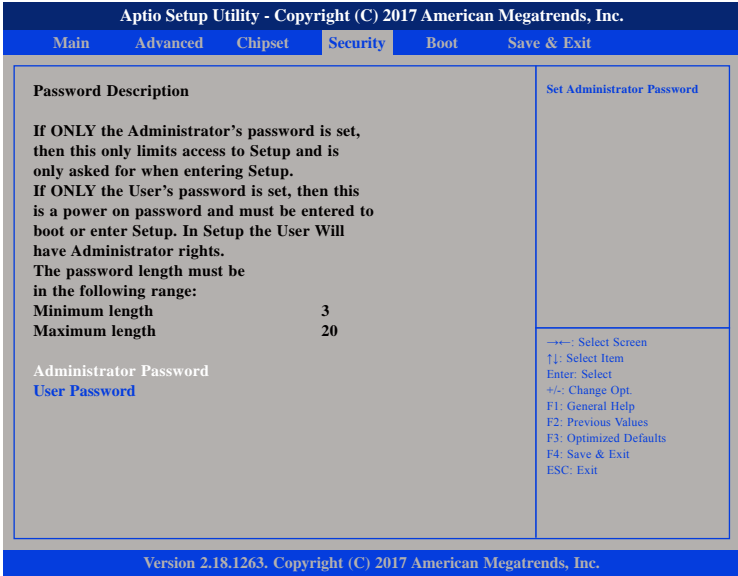 Aptio Setup Utility - Copyright (C) 2017 American Megatrends, Inc.
Main Advanced Chipset Security Boot Save & Exit
Password Description
If ONLY the Administrator's password is set,
then this only limits access to Setup and is
only asked for when entering Setup.
If ONLY the User's password is set, then this
is a power on password and must be entered to
boot or enter Setup. In Setup the User Will
have Administrator rights.
The password length must be
in the following range:
Minimum length 3
Maximum length 20
Administrator Password
User Password
Set Administrator Password
→←: Select Screen
↑↓: Select Item
Enter: Select
+/-: Change Opt.
F1: General Help
F2: Previous Values
F3: Optimized Defaults
F4: Save & Exit
ESC: Exit
Version 2.18.1263. Copyright (C) 2017 American Megatrends, Inc.